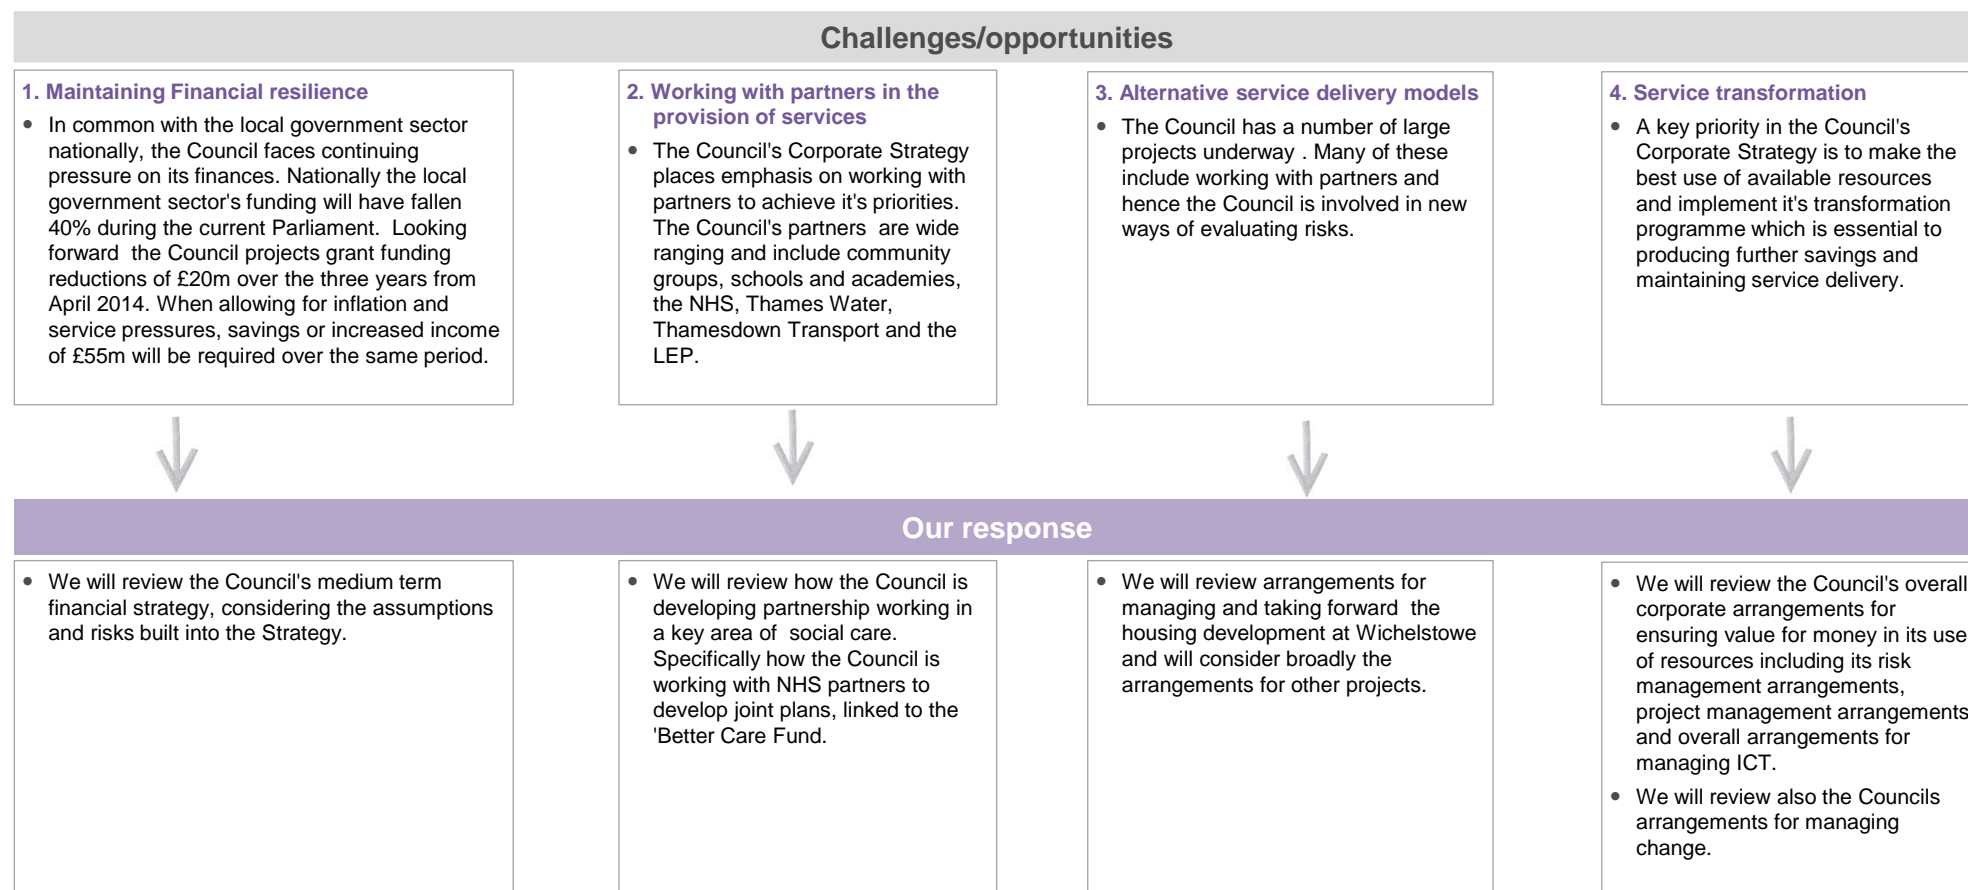 Challenges/opportunities
1. Maintaining Financial resilience
• In common with the local government sector
nationally, the Council faces continuing
pressure on its finances. Nationally the local
government sector's funding will have fallen
40% during the current Parliament.  Looking
forward  the Council projects grant funding
reductions of £20m over the three years from
April 2014. When allowing for inflation and
service pressures, savings or increased income
of £55m will be required over the same period.
2. Working with partners in the
provision of services
• The Council's Corporate Strategy
places emphasis on working with
partners to achieve it's priorities.
The Council's partners  are wide
ranging and include community
groups, schools and academies,
the NHS, Thames Water,
Thamesdown Transport and the
LEP.
3. Alternative service delivery models
• The Council has a number of large
projects underway . Many of these
include working with partners and
hence the Council is involved in new
ways of evaluating risks.
4. Service transformation
• A key priority in the Council's
Corporate Strategy is to make the
best use of available resources
and implement it's transformation
programme which is essential to
producing further savings and
maintaining service delivery.
Our response
• We will review the Council's medium term
financial strategy, considering the assumptions
and risks built into the Strategy.
• We will review how the Council is
developing partnership working in
a key area of  social care.
Specifically how the Council is
working with NHS partners to
develop joint plans, linked to the
'Better Care Fund.
• We will review arrangements for
managing and taking forward  the
housing development at Wichelstowe
and will consider broadly the
arrangements for other projects.
• We will review the Council's overall
corporate arrangements for
ensuring value for money in its use
of resources including its risk
management arrangements,
project management arrangements
and overall arrangements for
managing ICT.
• We will review also the Councils
arrangements for managing
change.